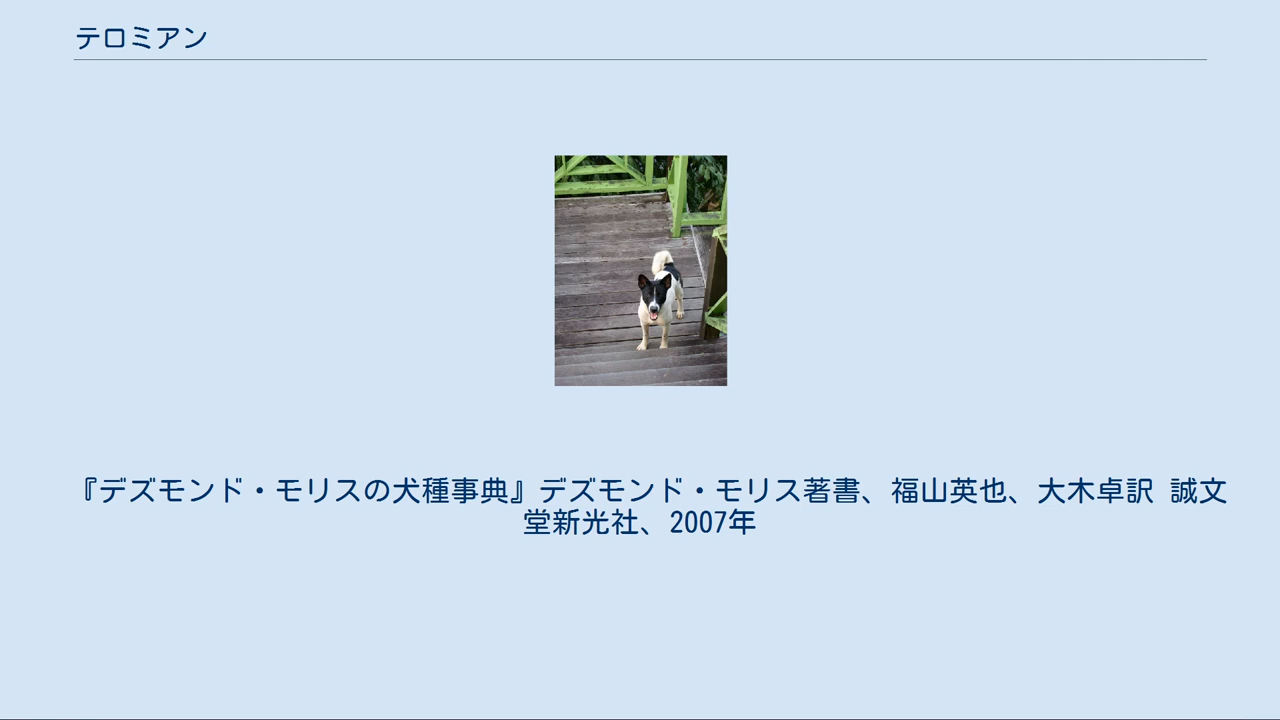 テロミアン
『デズモンド・モリスの犬種事典』デズモンド・モリス著書、福山英也、大木卓訳 誠文
堂新光社、2007年